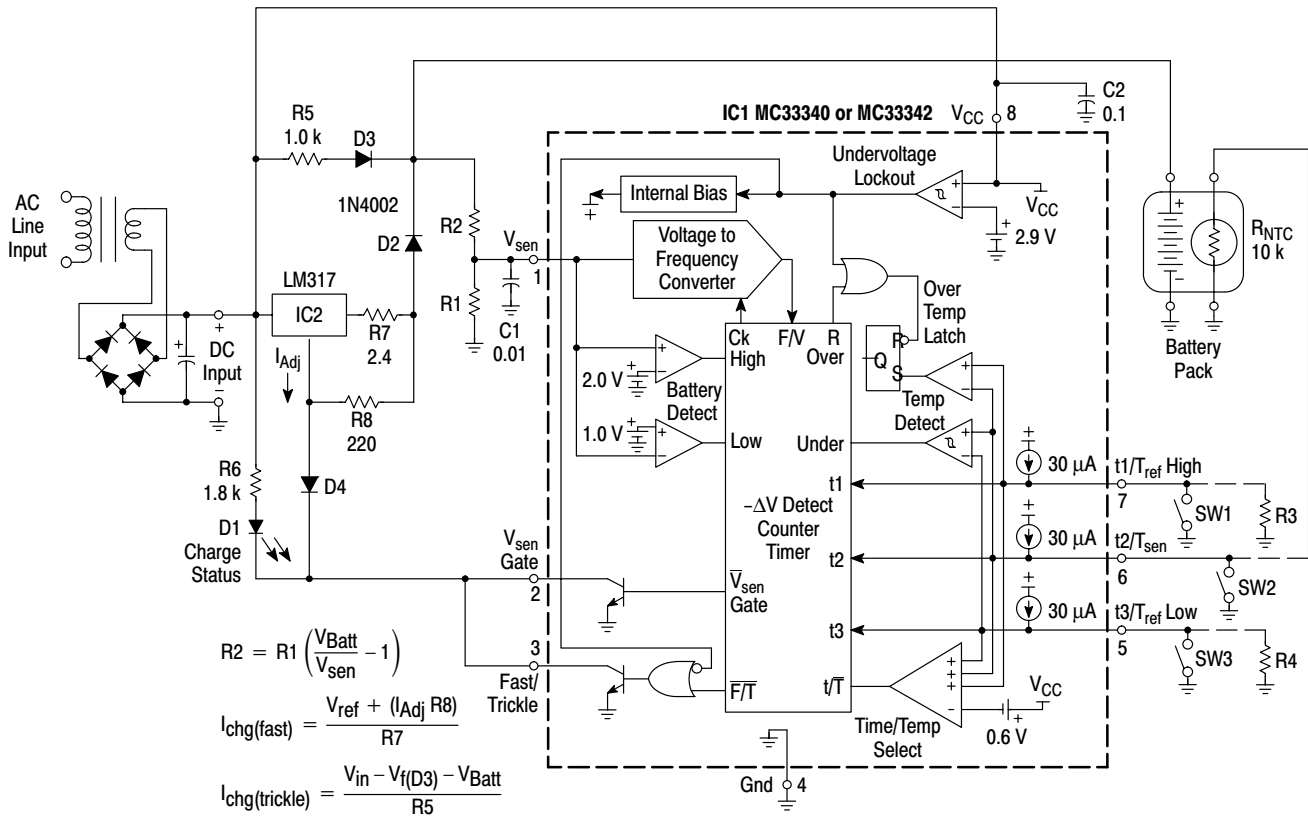 IC1 MC33340 or MC33342
VCC
8
C2
0.1
R5
1.0 k
D3
1N4002
D2
R2
R1
Vsen
1
C1
0.01
AC
Line
Input
LM317
IC2
R7
2.4
+
DC
Input
−
IAdj
R8
220
R6
1.8 k
D1
Charge
Status
D4
Internal Bias
Undervoltage
Lockout
VCC
2.9 V
Voltage to
Frequency
Converter
Over
Temp
Latch
R
Q
S
Ck
F/V
R
High
Over
2.0 V
Battery
Detect
1.0 V
Low
Under
Temp
Detect
t1
−ΔV Detect
Counter
Timer
t2
t3
30 µA
30 µA
30 µA
t1/Tref High
7
SW1
R3
t2/Tsen
6
SW2
t3/Tref Low
5
SW3
R4
RNTC
10 k
Battery
Pack
Vsen
Gate
2
V̅sen
Gate
3
Fast/
Trickle
F̅/T̅
t/T̅
Time/Temp
Select
VCC
0.6 V
Gnd
4
R2 = R1 (VBatt / Vsen − 1)
Ichg(fast) = Vref + (IAdj R8) / R7
Ichg(trickle) = Vin − Vf(D3) − VBatt / R5